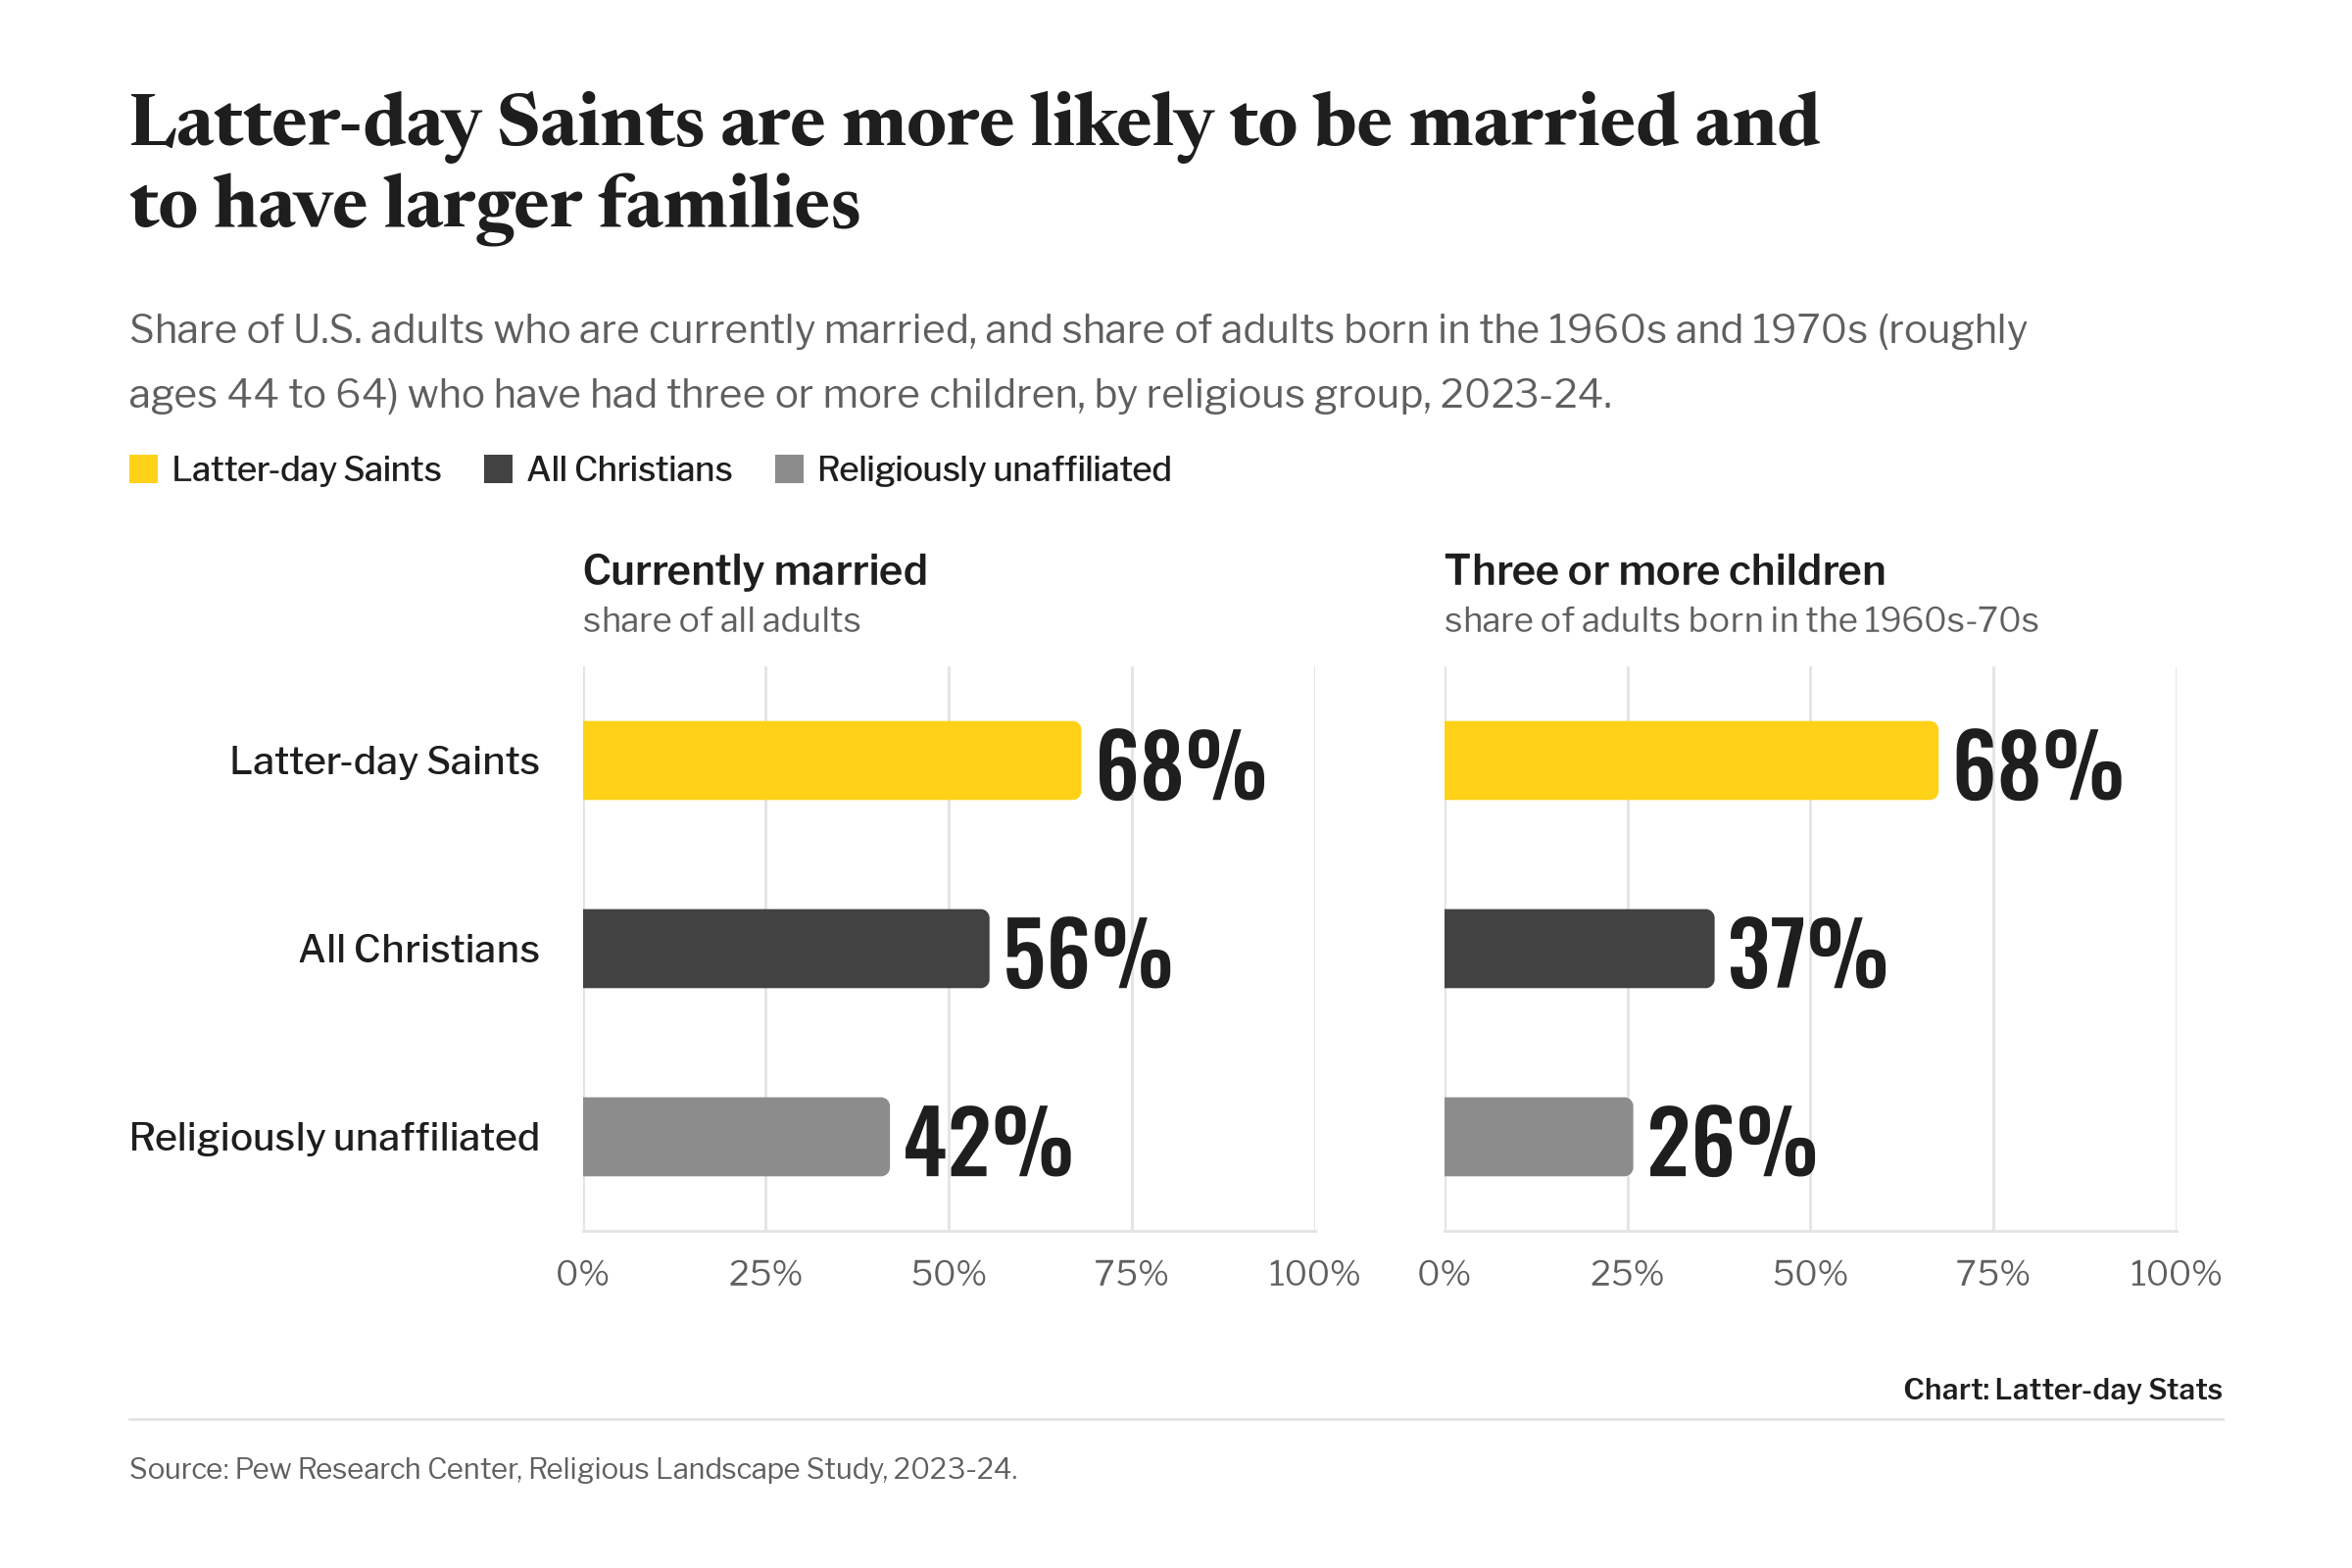 Latter-day Saints are more likely to be married and
to have larger families
Share of U.S. adults who are currently married, and share of adults born in the 1960s and 1970s (roughly
ages 44 to 64) who have had three or more children, by religious group, 2023-24.
Latter-day Saints All Christians Religiously unaffiliated
Currently married
share of all adults
Three or more children
share of adults born in the 1960s-70s
Latter-day Saints 68% 68%
All Christians 56% 37%
Religiously unaffiliated 42% 26%
0% 25% 50% 75% 100% 0% 25% 50% 75% 100%
Chart: Latter-day Stats
Source: Pew Research Center, Religious Landscape Study, 2023-24.